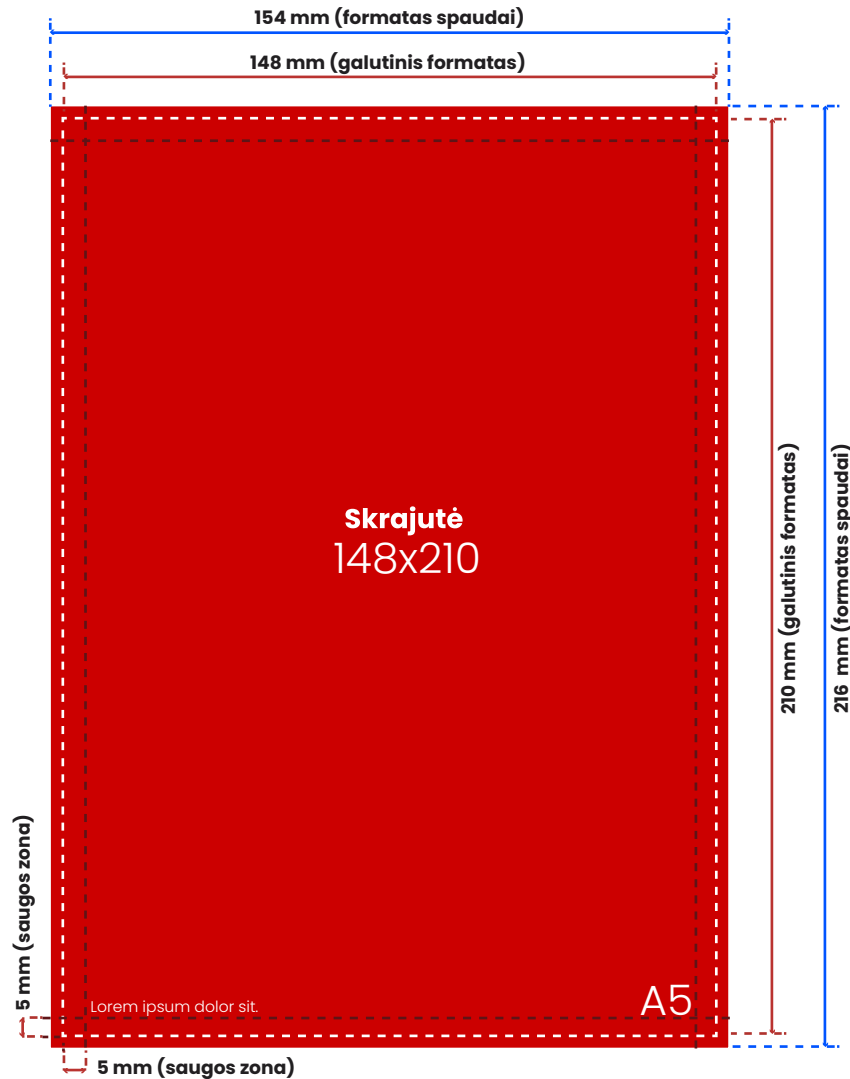 154 mm (formatas spaudai)
148 mm (galutinis formatas)
Skrajutė
148x210
210 mm (galutinis formatas)
216  mm (formatas spaudai)
5 mm (saugos zona)
Lorem ipsum dolor sit.
A5
5 mm (saugos zona)